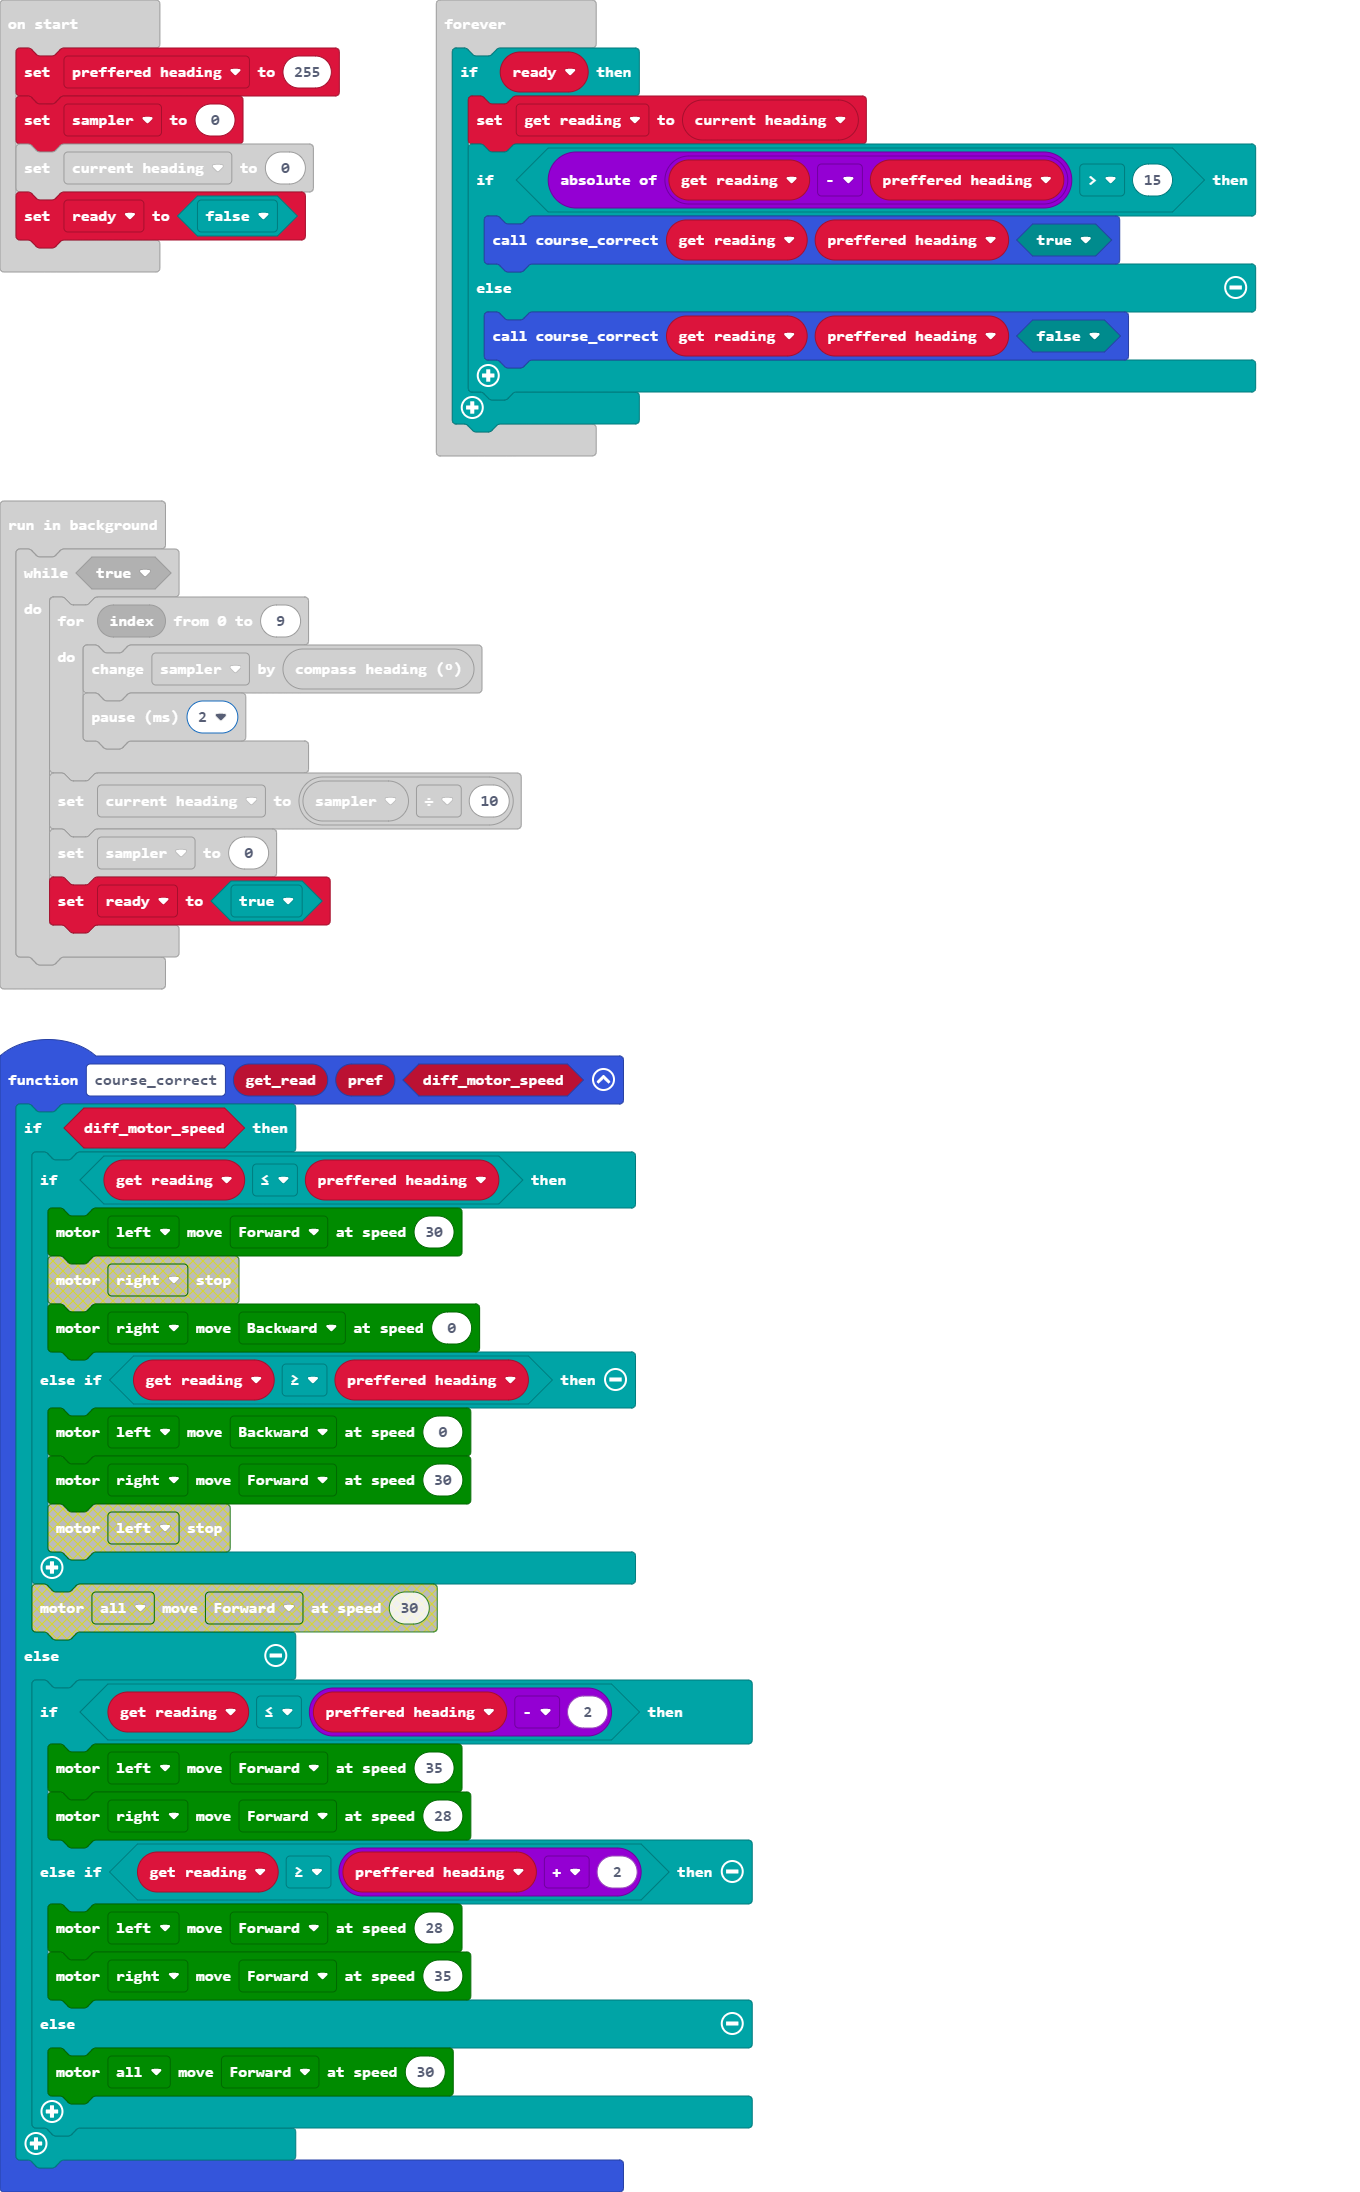 on start
set preffered heading to 255
set sampler to 0
set current heading to 0
set ready to false
forever
if ready then
set get reading to current heading
if absolute of get reading - preffered heading > 15 then
call course_correct get reading preffered heading true
else
call course_correct get reading preffered heading false
run in background
while true
do
for index from 0 to 9
do
change sampler by compass heading (°)
pause (ms) 2
set current heading to sampler ÷ 10
set sampler to 0
set ready to true
function course_correct get_read pref diff_motor_speed
if diff_motor_speed then
if get reading ≤ preffered heading then
motor left move Forward at speed 30
motor right stop
motor right move Backward at speed 0
else if get reading ≥ preffered heading then
motor left move Backward at speed 0
motor right move Forward at speed 30
motor left stop
motor all move Forward at speed 30
else
if get reading ≤ preffered heading - 2 then
motor left move Forward at speed 35
motor right move Forward at speed 28
else if get reading ≥ preffered heading + 2 then
motor left move Forward at speed 28
motor right move Forward at speed 35
else
motor all move Forward at speed 30